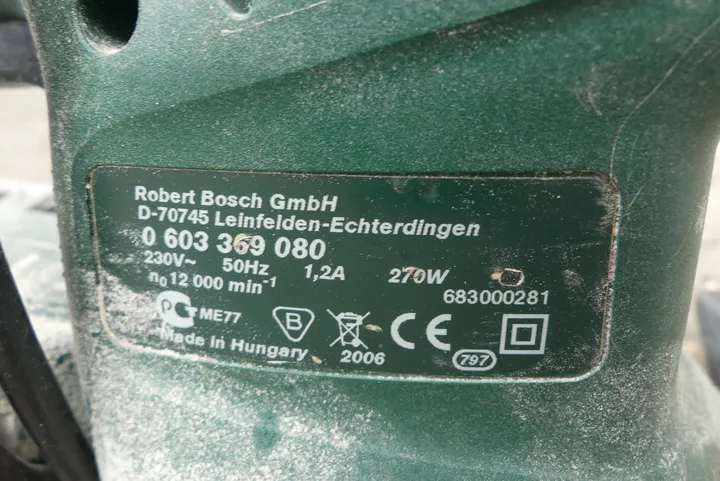 Robert Bosch GmbH
D-70745 Leinfelden-Echterdingen
0 603 369 080
230V~ 50Hz 1,2A 270W
n₀ 12 000 min⁻¹
683000281
ME77 B CE
Made in Hungary 2006 797